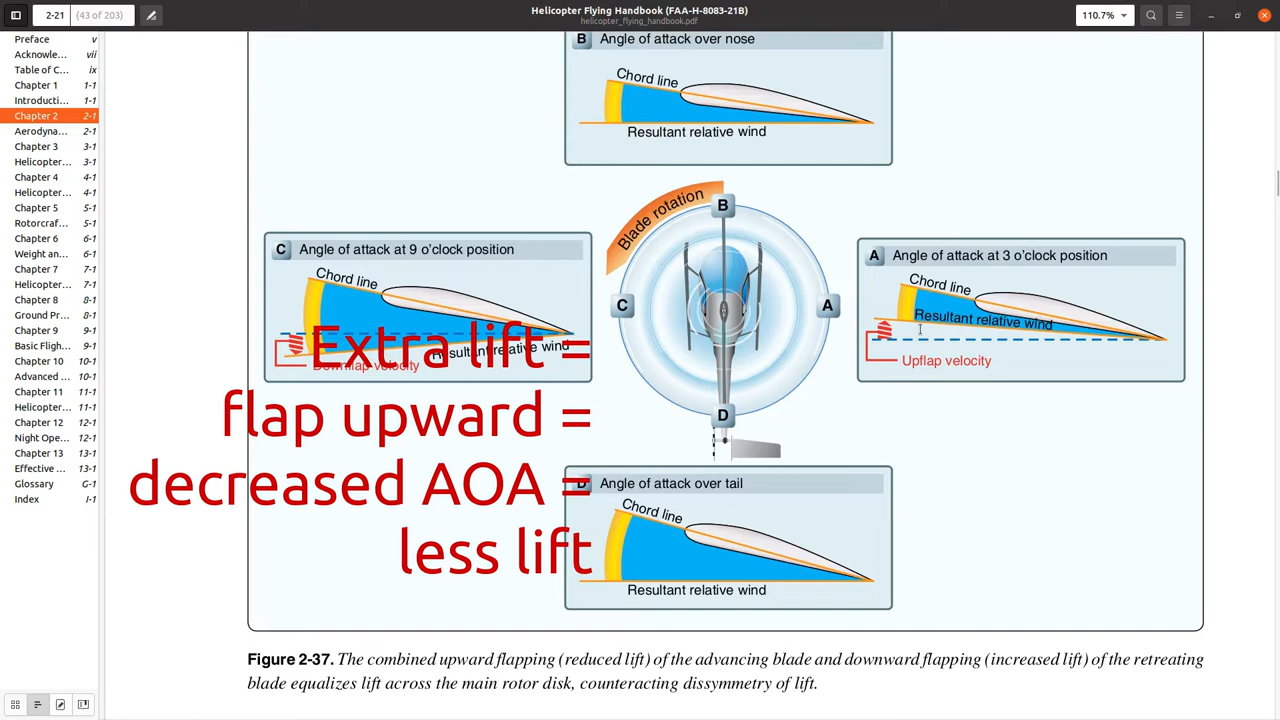 2-21 (43 of 203)
Helicopter Flying Handbook (FAA-H-8083-21B)
helicopter_flying_handbook.pdf
110.7%
Preface v
Acknowle... vii
Table of C... ix
Chapter 1 1-1
Introducti... 1-1
Chapter 2 2-1
Aerodyna... 2-1
Chapter 3 3-1
Helicopter... 3-1
Chapter 4 4-1
Helicopter... 4-1
Chapter 5 5-1
Rotorcraf... 5-1
Chapter 6 6-1
Weight an... 6-1
Chapter 7 7-1
Helicopter... 7-1
Chapter 8 8-1
Ground Pr... 8-1
Chapter 9 9-1
Basic Fligh... 9-1
Chapter 10 10-1
Advanced ... 10-1
Chapter 11 11-1
Helicopter... 11-1
Chapter 12 12-1
Night Ope... 12-1
Chapter 13 13-1
Effective ... 13-1
Glossary G-1
Index I-1
B Angle of attack over nose
Chord line
Resultant relative wind
Blade rotation
B
C
A
D
C Angle of attack at 9 o'clock position
Chord line
Resultant relative wind
Downflap velocity
A Angle of attack at 3 o'clock position
Chord line
Resultant relative wind
Upflap velocity
Extra lift =
flap upward =
decreased AOA =
less lift
D Angle of attack over tail
Chord line
Resultant relative wind
Figure 2-37. The combined upward flapping (reduced lift) of the advancing blade and downward flapping (increased lift) of the retreating
blade equalizes lift across the main rotor disk, counteracting dissymmetry of lift.